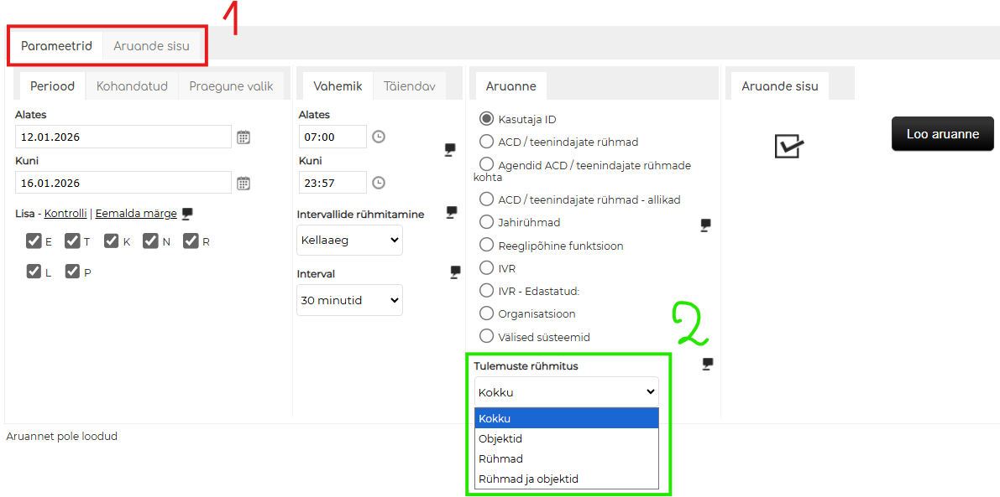 1
Parameetrid Aruande sisu
Periood Kohandatud Praegune valik
Alates
12.01.2026
Kuni
16.01.2026
Lisa - Kontrolli | Eemalda märge
E T K N R
L P
Vahemik Täiendav
Alates
07:00
Kuni
23:57
Intervallide rühmitamine
Kellaaeg
Interval
30 minutid
Aruanne
Kasutaja ID
ACD / teenindajate rühmad
Agendid ACD / teenindajate rühmade
kohta
ACD / teenindajate rühmad - allikad
Jahirühmad
Reeglipõhine funktsioon
IVR
IVR - Edastatud:
Organisatsioon
Välised süsteemid
2
Tulemuste rühmitus
Kokku
Kokku
Objektid
Rühmad
Rühmad ja objektid
Aruande sisu
Loo aruanne
Aruannet pole loodud